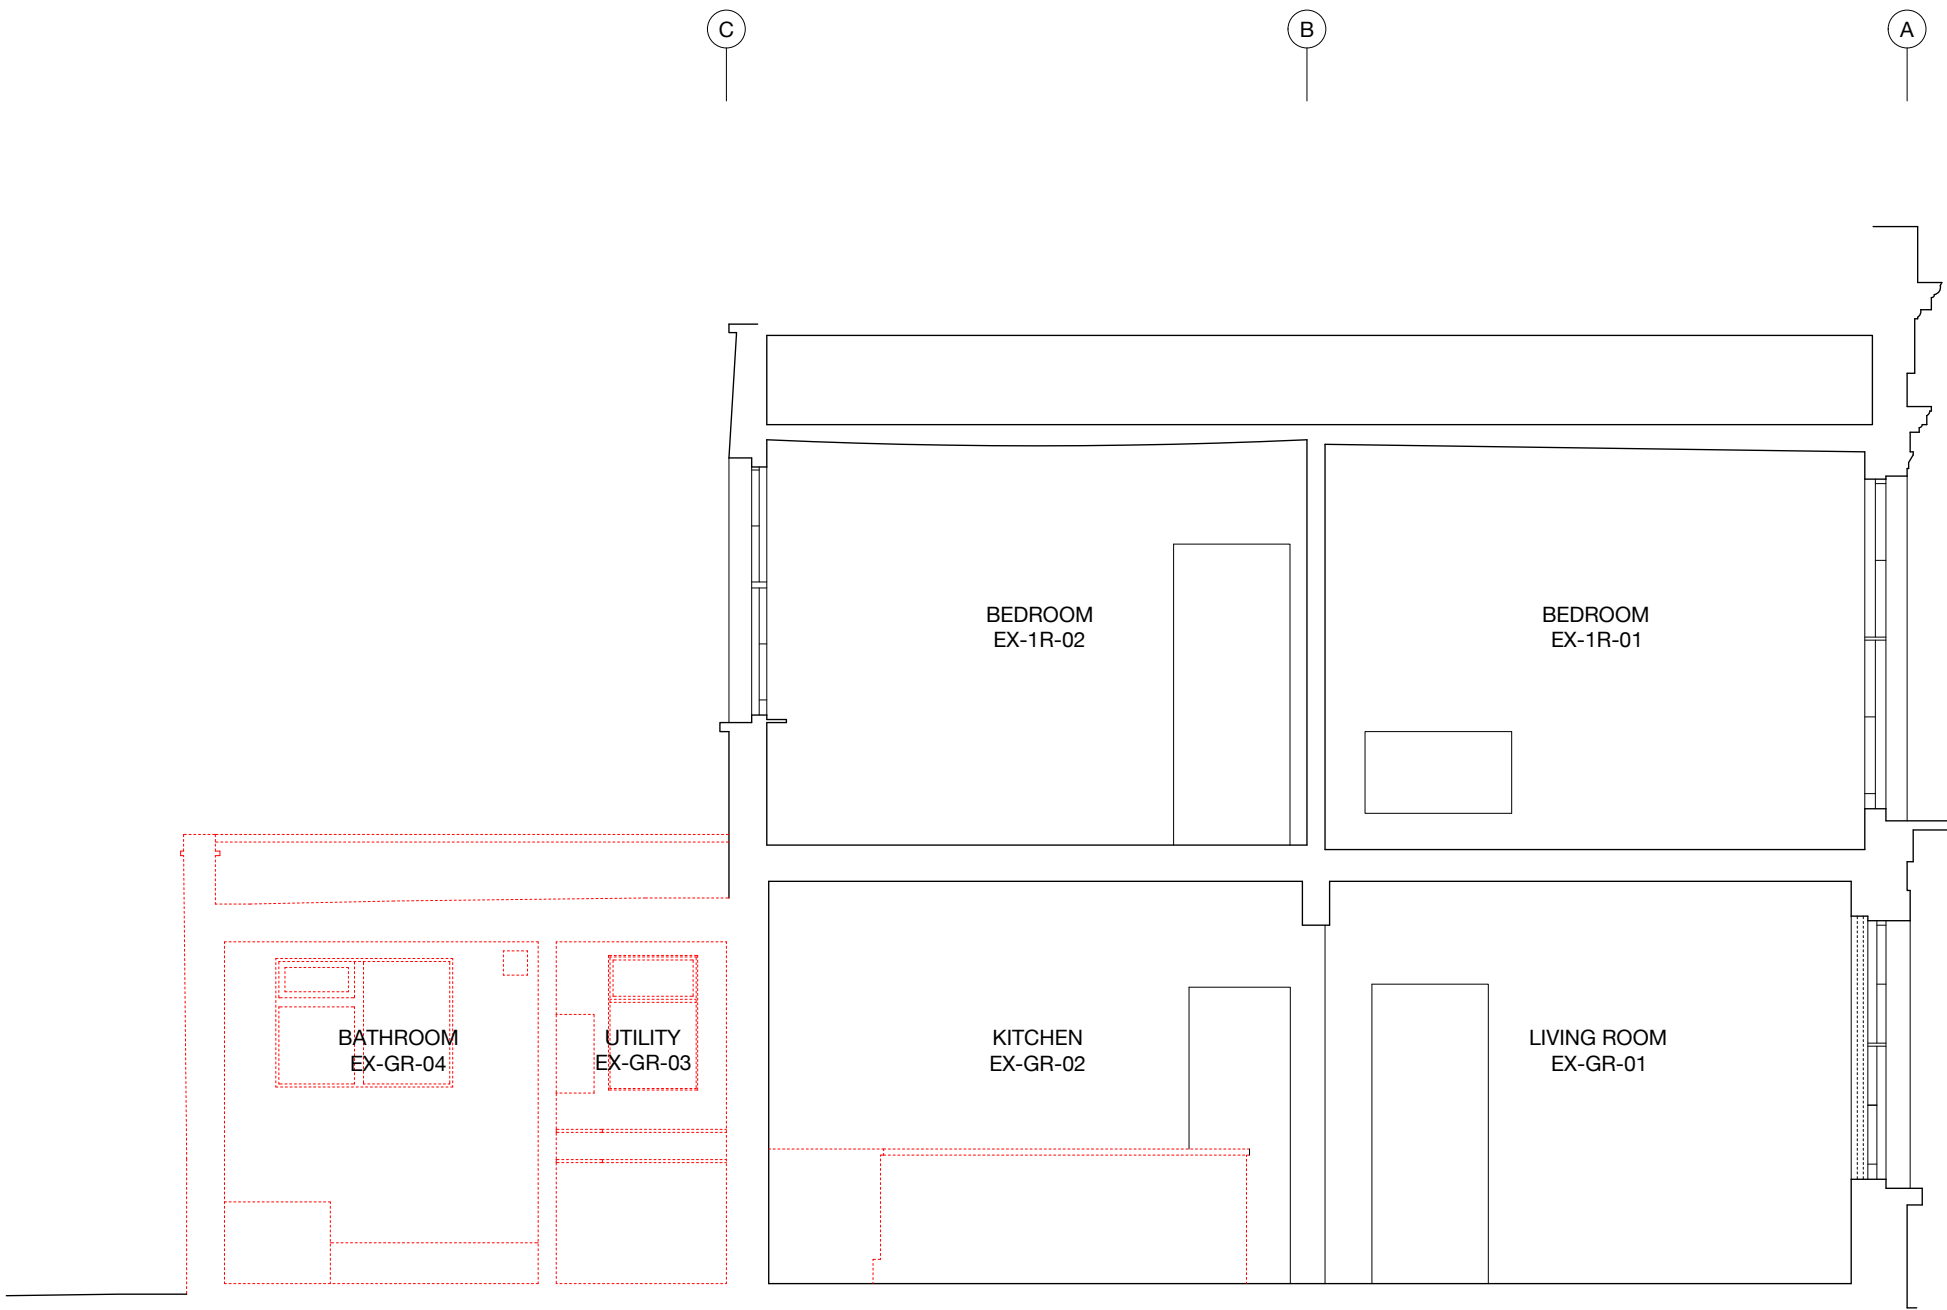 C
B
A
BEDROOM
EX-1R-02
BEDROOM
EX-1R-01
BATHROOM
EX-GR-04
UTILITY
EX-GR-03
KITCHEN
EX-GR-02
LIVING ROOM
EX-GR-01